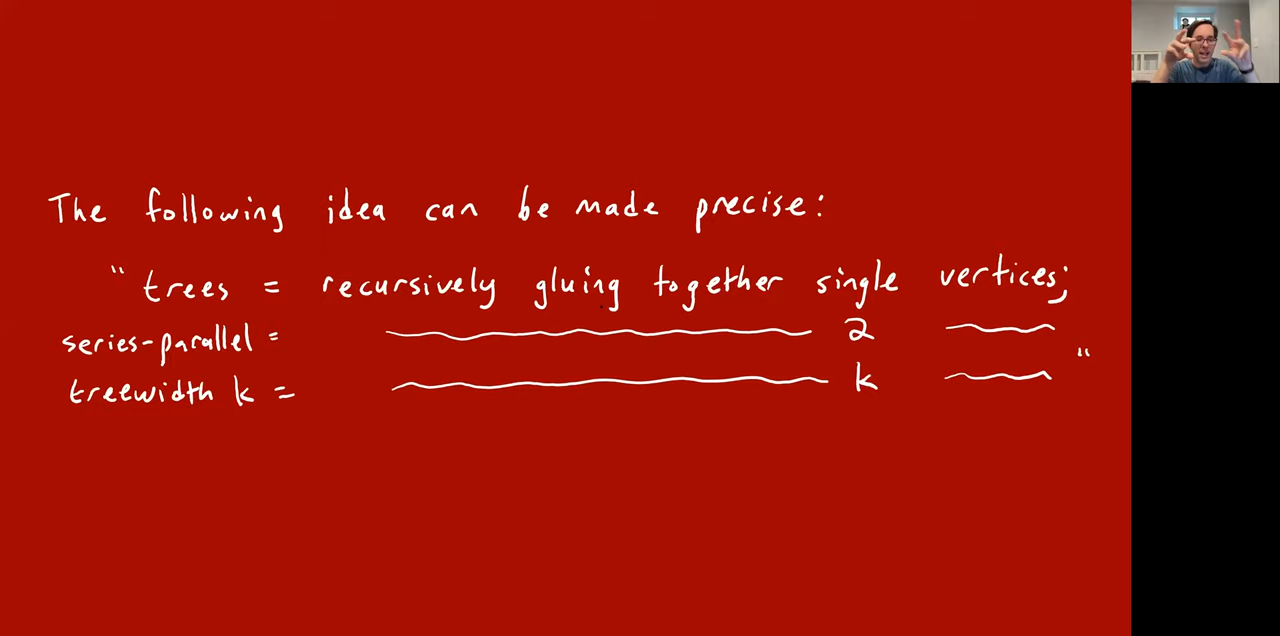 The following idea can be made precise:
"trees = recursively gluing together single vertices;
series-parallel = 2
treewidth k = k "